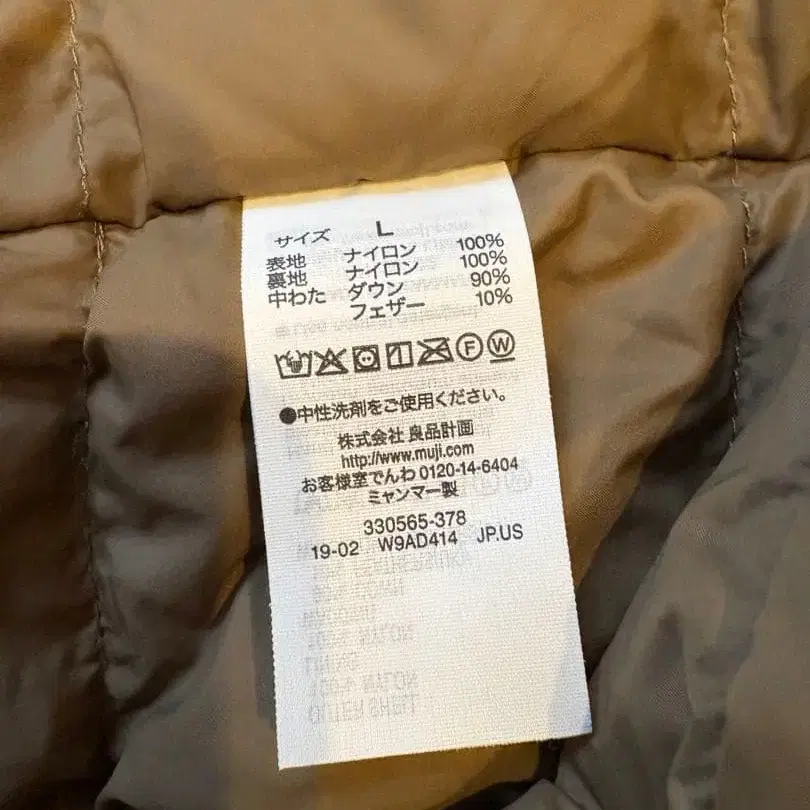 サイズ L
表地 ナイロン 100%
裏地 ナイロン 100%
中わた ダウン 90%
フェザー 10%
●中性洗剤をご使用ください。
株式会社 良品計画
http://www.muji.com
お客様室でんわ 0120-14-6404
ミャンマー製
330565-378
19-02 W9AD414 JP.US